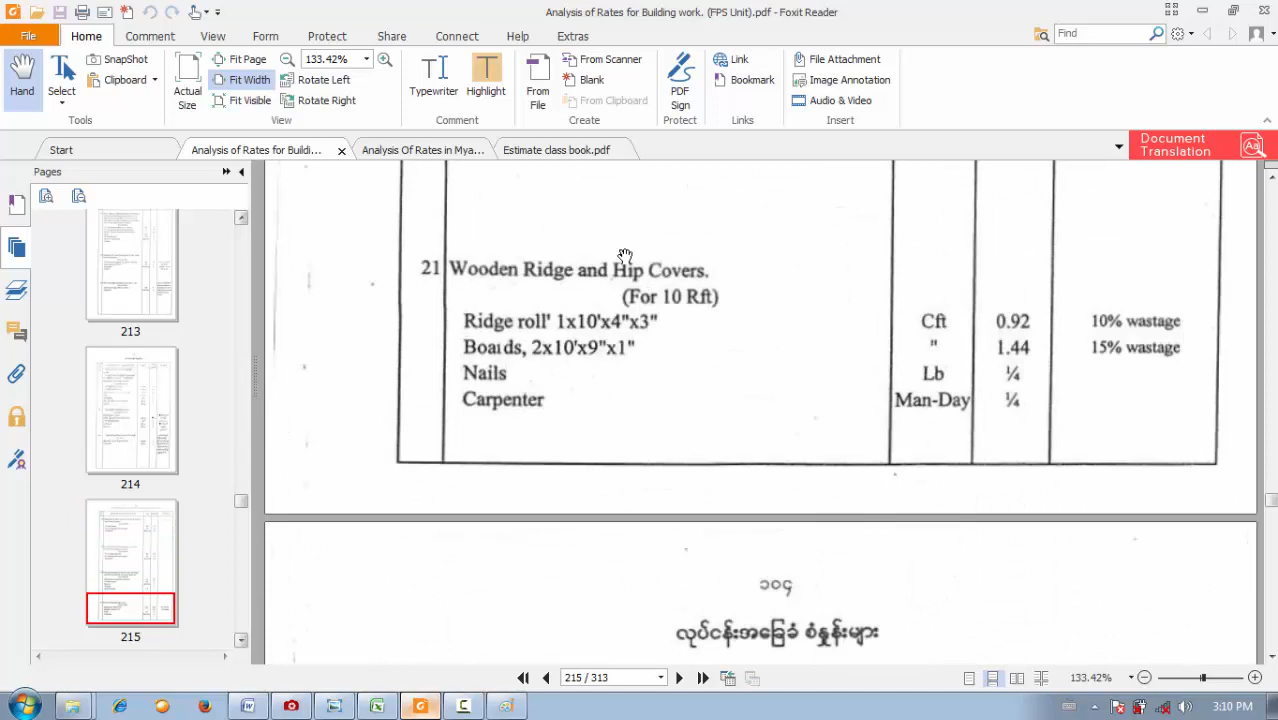 Analysis of Rates for Building work. (FPS Unit).pdf - Foxit Reader
File Home Comment View Form Protect Share Connect Help Extras Find
SnapShot Fit Page 133.42% From Scanner Link File Attachment
Clipboard Fit Width Rotate Left Blank Bookmark Image Annotation
Fit Visible Rotate Right From Clipboard Audio & Video
Hand Select Actual Size Typewriter Highlight From File PDF Sign
Tools View Comment Create Protect Links Insert
Start Analysis of Rates for Buildi... Analysis Of Rates in (a... Estimate cess book.pdf Document Translation Aa
Pages
21 Wooden Ridge and Hip Covers.
(For 10 Rft)
Ridge roll' 1x10'x4"x3" Cft 0.92 10% wastage
Boards, 2x10'x9"x1" " 1.44 15% wastage
Nails Lb ¼
Carpenter Man-Day ¼
213
214
215
၁၀၄
လုပ်ငန်းအခြေခံ စံနှုန်းများ
215 / 313 133.42%
3:10 PM